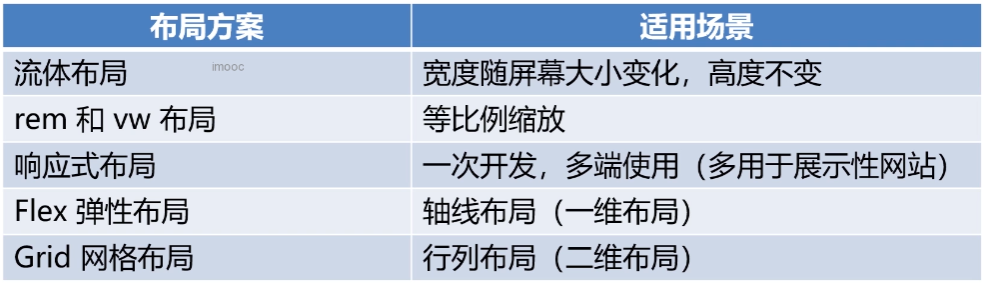 布局方案 适用场景
流体布局 imooc 宽度随屏幕大小变化，高度不变
rem 和 vw 布局 等比例缩放
响应式布局 一次开发，多端使用（多用于展示性网站）
Flex 弹性布局 轴线布局（一维布局）
Grid 网格布局 行列布局（二维布局）